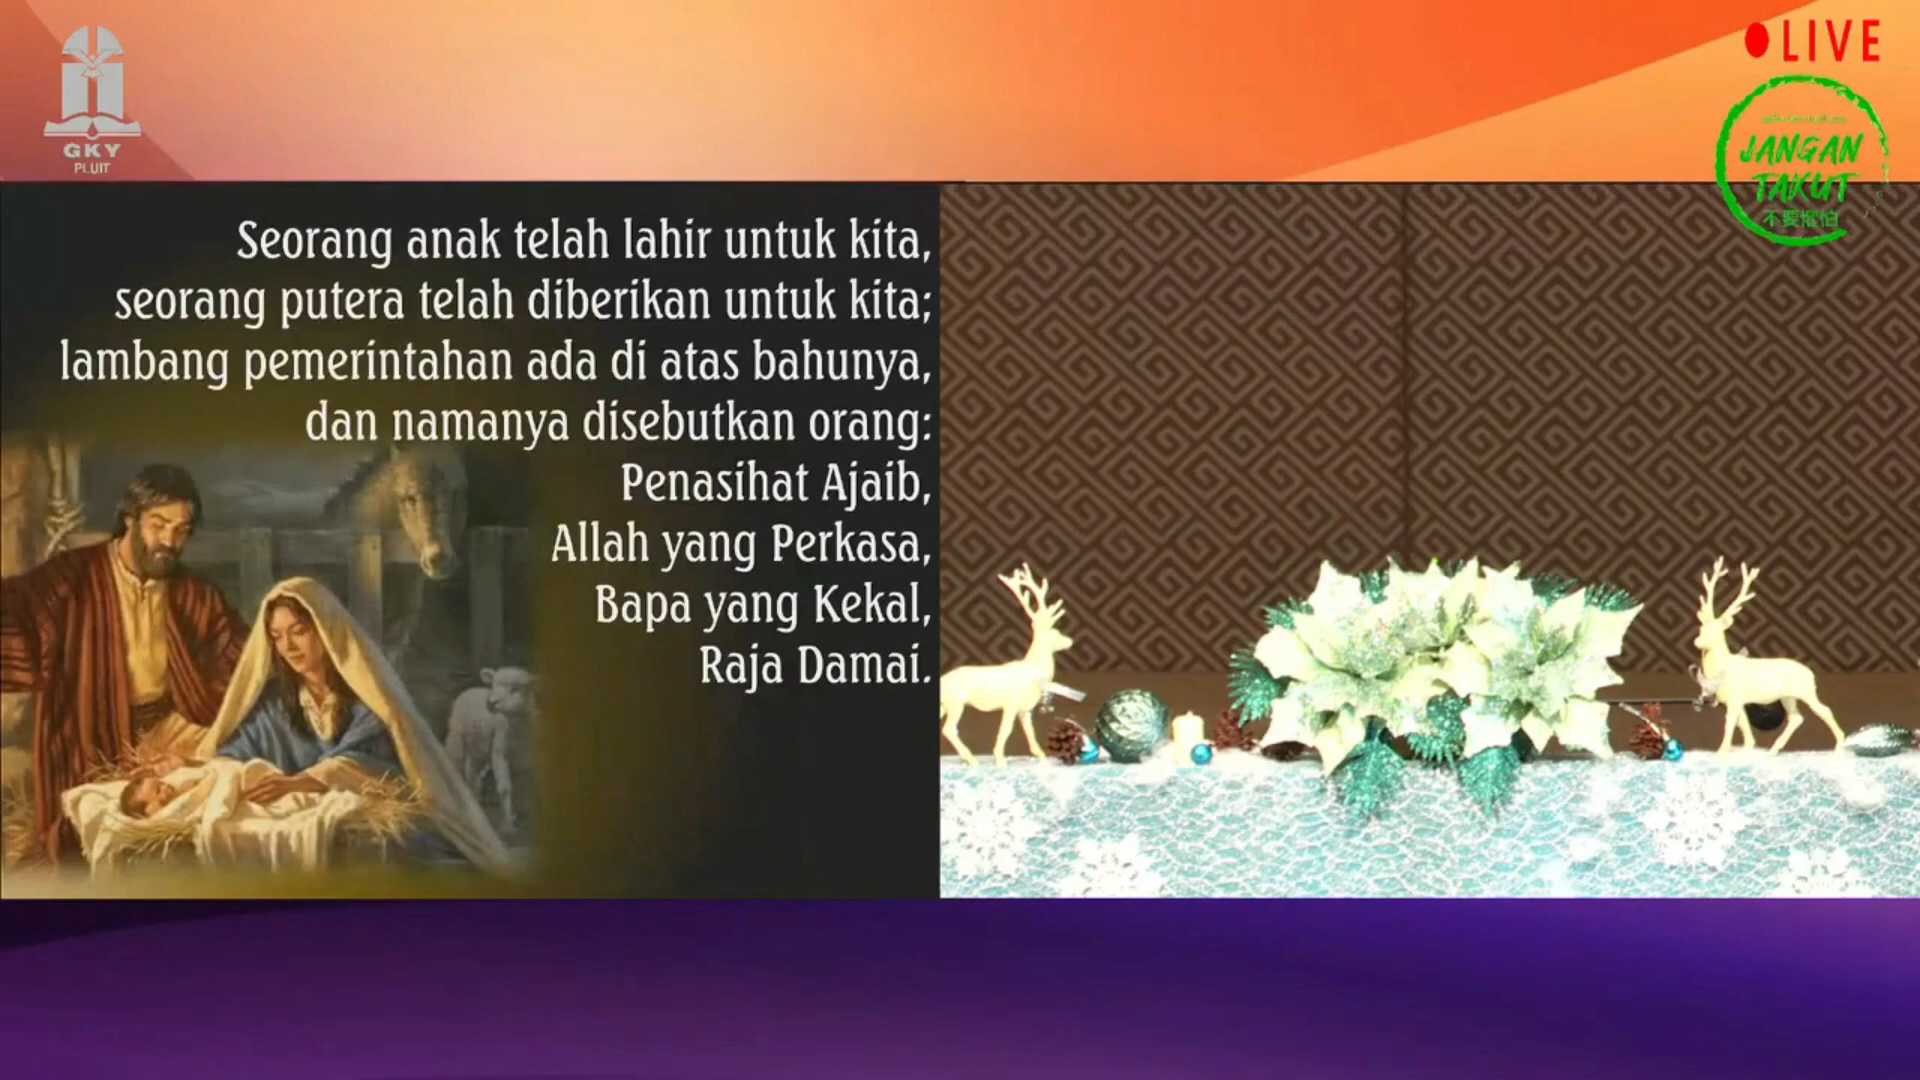 GKY
PLUIT
LIVE
JANGAN
TAKUT
不要惧怕
Seorang anak telah lahir untuk kita,
seorang putera telah diberikan untuk kita;
lambang pemerintahan ada di atas bahunya,
dan namanya disebutkan orang:
Penasihat Ajaib,
Allah yang Perkasa,
Bapa yang Kekal,
Raja Damai.